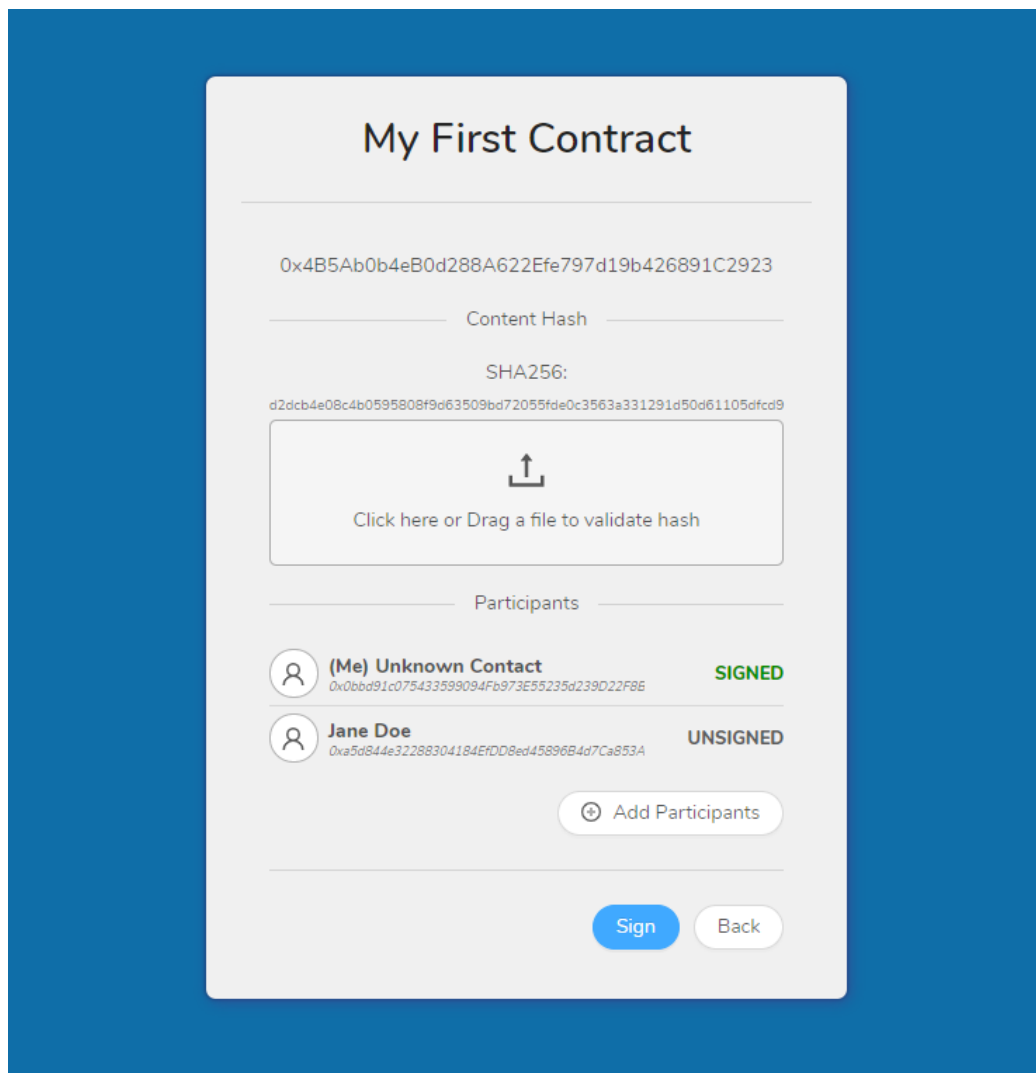 My First Contract
0x4B5Ab0b4eB0d288A622Efe797d19b426891C2923
Content Hash
SHA256:
d2dcb4e08c4b0595808f9d63509bd72055fde0c3563a331291d50d61105dfcd9
Click here or Drag a file to validate hash
Participants
(Me) Unknown Contact
SIGNED
0x0bbd91c075433599094Fb973E55235d239D22F8E
Jane Doe
UNSIGNED
0xa5d844e32288304184EfDD8ed45896B4d7Ca853A
Add Participants
Sign
Back